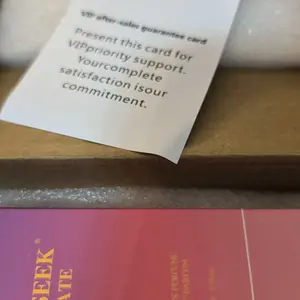 VIP after-sales guarantee card
Present this card for
VIPpriority support.
Yourcomplete
satisfaction isour
commitment.
SEEK®
ATE